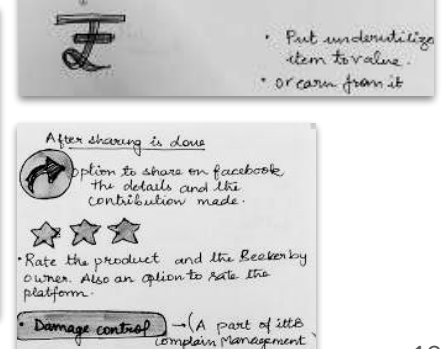 • Put underutilize
item to value.
• or earn from it
After sharing is done
option to share on facebook
the details and the
contribution made.
• Rate the product and the Seeker by
owner. Also an option to rate the
platform.
• Damage control → (A part of ittB
complain Management